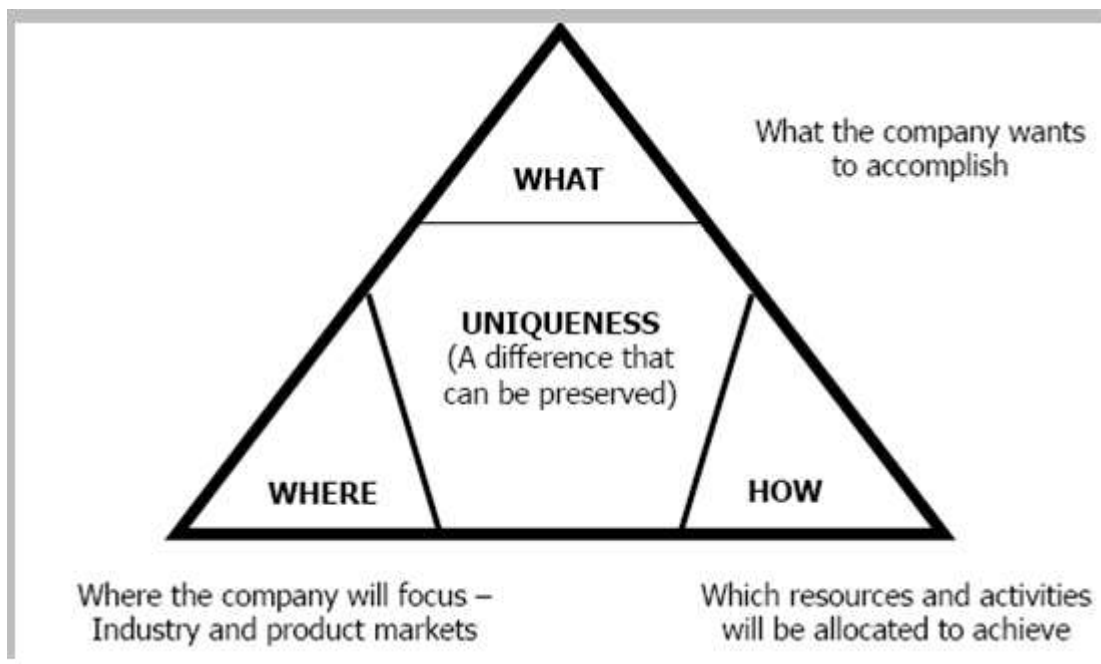 What the company wants
to accomplish
WHAT
UNIQUENESS
(A difference that
can be preserved)
WHERE
HOW
Where the company will focus –
Industry and product markets
Which resources and activities
will be allocated to achieve